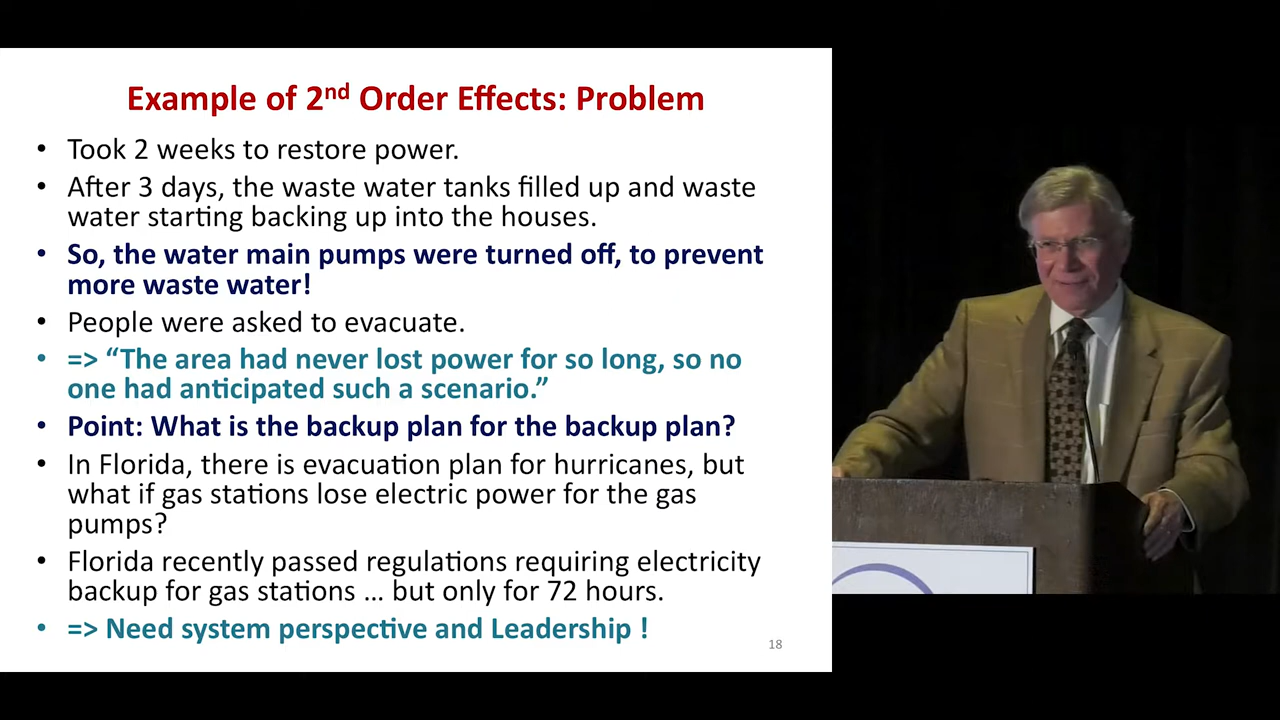 Example of 2nd Order Effects: Problem
• Took 2 weeks to restore power.
• After 3 days, the waste water tanks filled up and waste
water starting backing up into the houses.
• So, the water main pumps were turned off, to prevent
more waste water!
• People were asked to evacuate.
• => “The area had never lost power for so long, so no
one had anticipated such a scenario.”
• Point: What is the backup plan for the backup plan?
• In Florida, there is evacuation plan for hurricanes, but
what if gas stations lose electric power for the gas
pumps?
• Florida recently passed regulations requiring electricity
backup for gas stations … but only for 72 hours.
• => Need system perspective and Leadership !
18